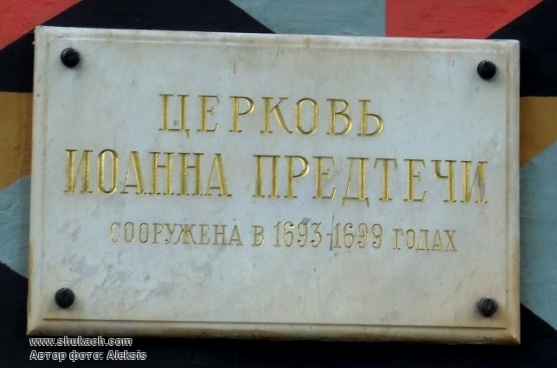 ЦЕРКОВЬ
ИОАННА ПРЕДТЕЧИ
СООРУЖЕНА В 1693-1699 ГОДАХ
www.shukach.com
Автор фото: Aleksis